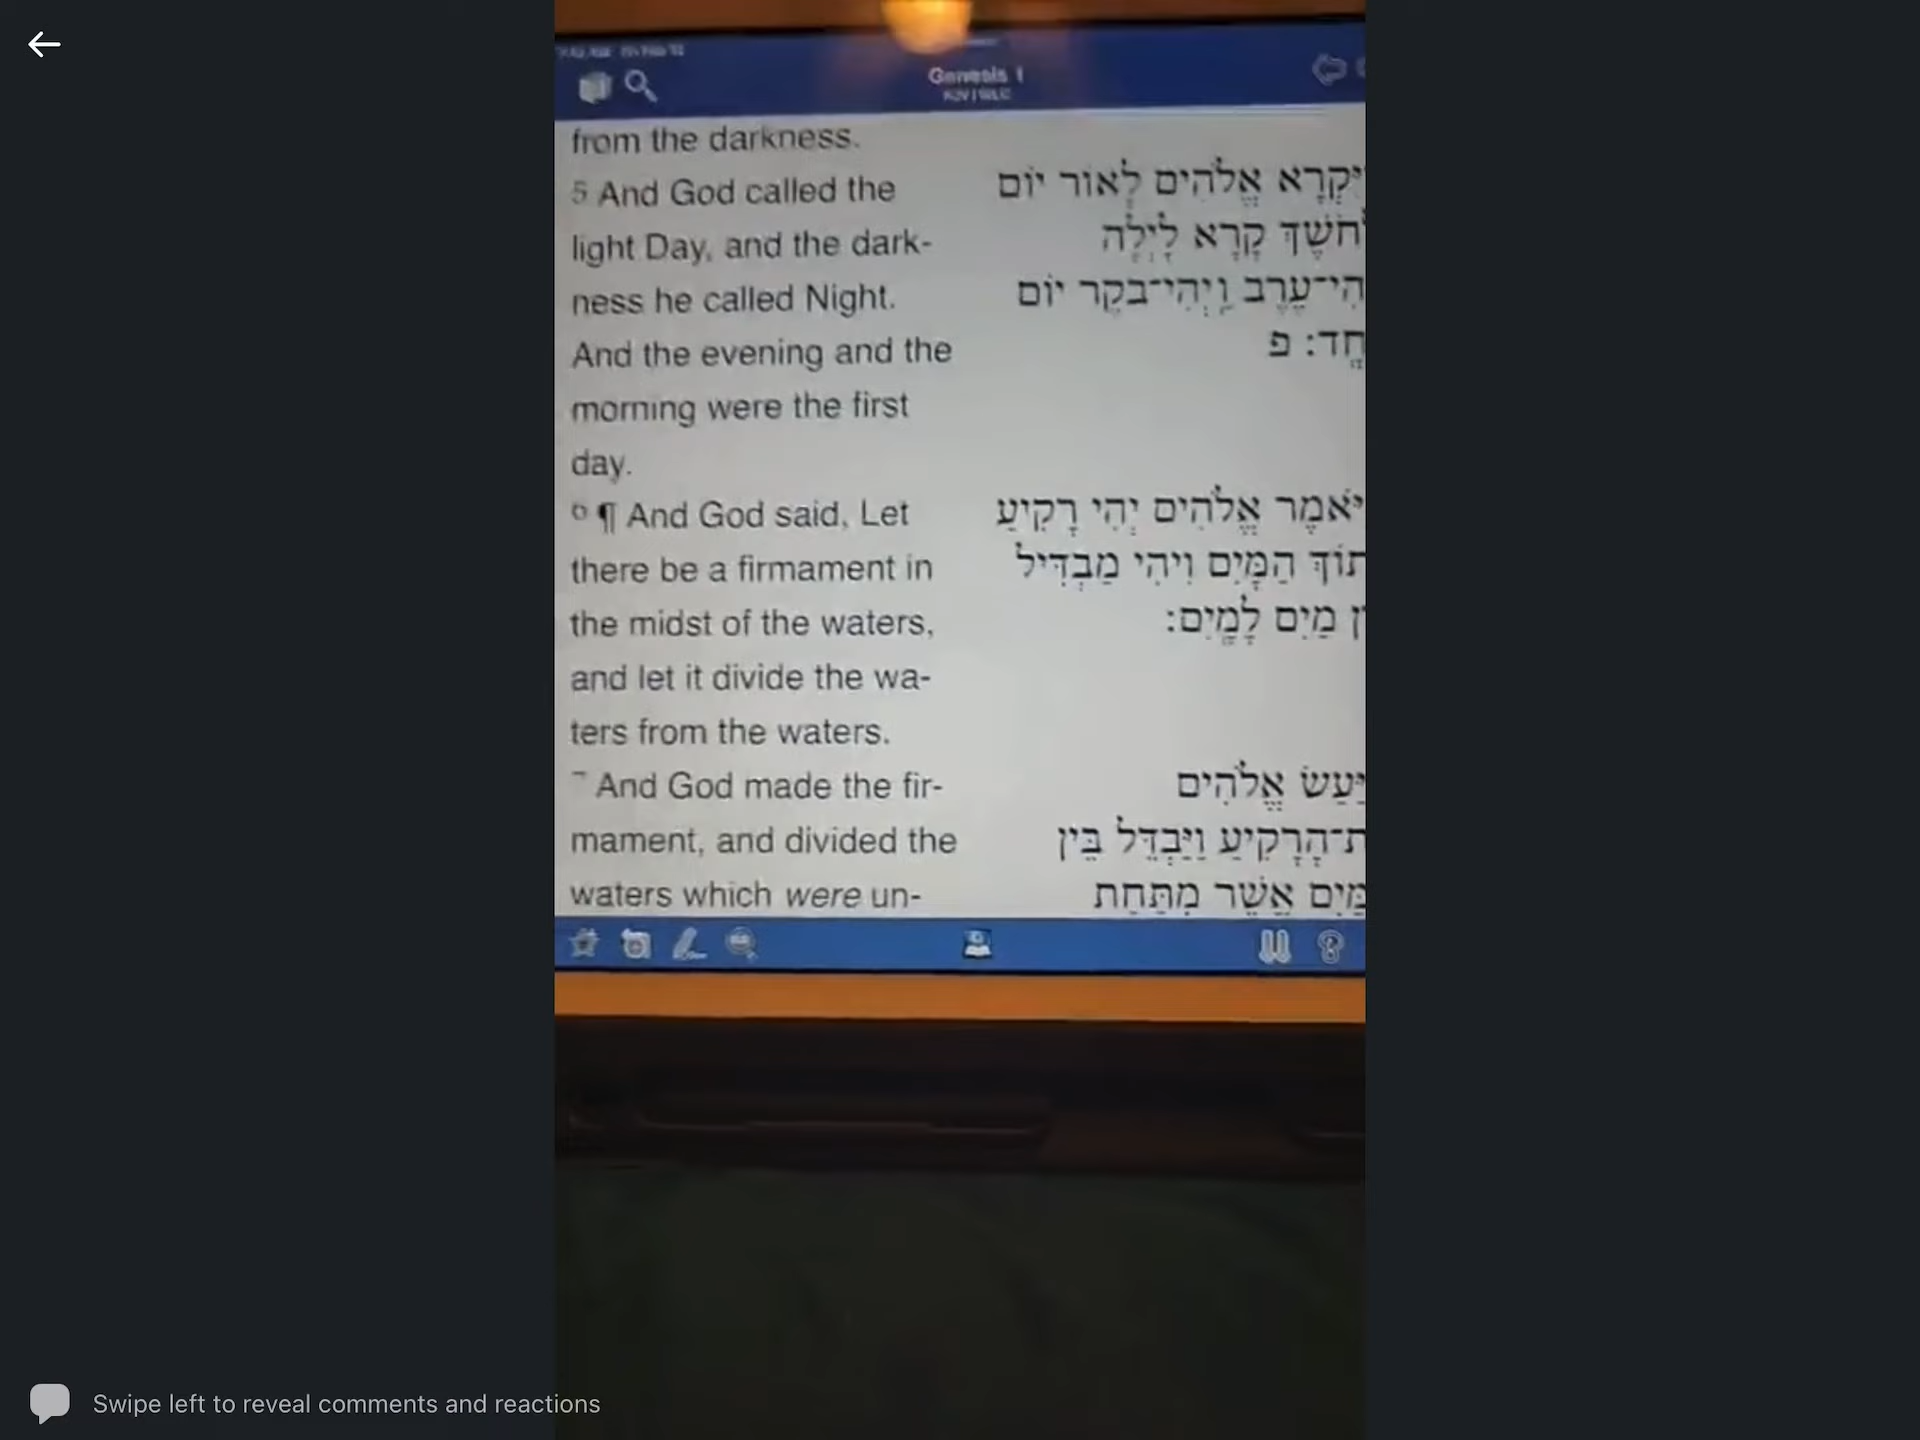 Genesis 1
from the darkness.
5 And God called the
light Day, and the dark-
ness he called Night.
And the evening and the
morning were the first
day.
6 ¶ And God said, Let
there be a firmament in
the midst of the waters,
and let it divide the wa-
ters from the waters.
7 And God made the fir-
mament, and divided the
waters which were un-
אֱלֹהִים לָאוֹר יוֹם
קָרָא לָיְלָה
עֶרֶב וַיְהִי־בֹקֶר יוֹם
חָד׃ פ
אֱלֹהִים יְהִי רָקִיעַ
הַמָּיִם וִיהִי מַבְדִּיל
מַיִם לָמָיִם׃
אֱלֹהִים
ת־הָרָקִיעַ וַיַּבְדֵּל בֵּין
מַּיִם אֲשֶׁר מִתַּחַת
Swipe left to reveal comments and reactions